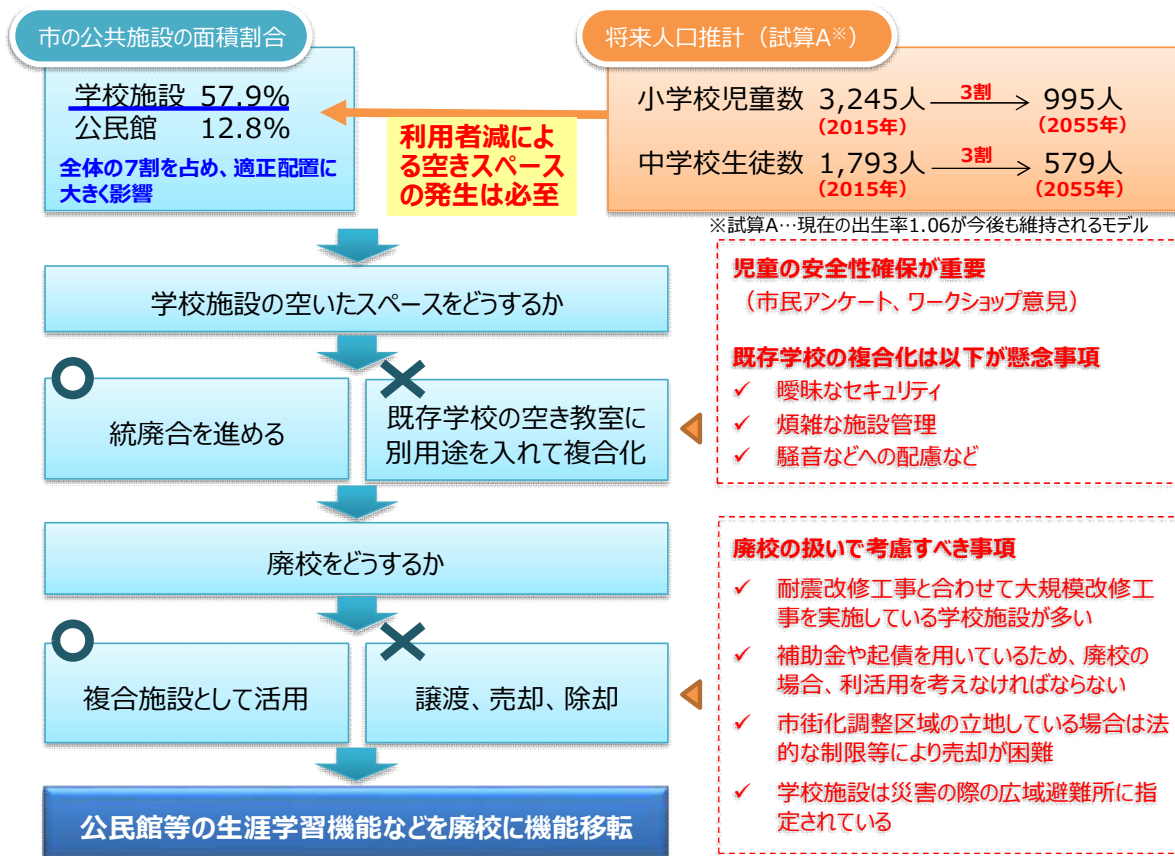 市の公共施設の面積割合
学校施設 57.9%
公民館 12.8%
全体の7割を占め、適正配置に
大きく影響
利用者減によ
る空きスペース
の発生は必至
将来人口推計（試算A※）
小学校児童数 3,245人 3割 995人
(2015年) (2055年)
中学校生徒数 1,793人 3割 579人
(2015年) (2055年)
※試算A…現在の出生率1.06が今後も維持されるモデル
学校施設の空いたスペースをどうするか
統廃合を進める
既存学校の空き教室に
別用途を入れて複合化
児童の安全性確保が重要
（市民アンケート、ワークショップ意見）
既存学校の複合化は以下が懸念事項
✓ 曖昧なセキュリティ
✓ 煩雑な施設管理
✓ 騒音などへの配慮など
廃校をどうするか
複合施設として活用
譲渡、売却、除却
廃校の扱いで考慮すべき事項
✓ 耐震改修工事と合わせて大規模改修工
事を実施している学校施設が多い
✓ 補助金や起債を用いているため、廃校の
場合、利活用を考えなければならない
✓ 市街化調整区域の立地している場合は法
的な制限等により売却が困難
✓ 学校施設は災害の際の広域避難所に指
定されている
公民館等の生涯学習機能などを廃校に機能移転